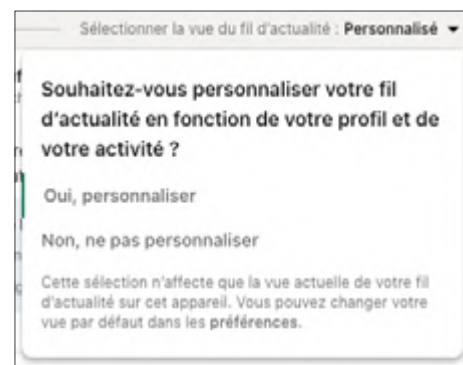 Sélectionner la vue du fil d'actualité : Personnalisé
Souhaitez-vous personnaliser votre fil
d'actualité en fonction de votre profil et de
votre activité ?
Oui, personnaliser
Non, ne pas personnaliser
Cette sélection n'affecte que la vue actuelle de votre fil
d'actualité sur cet appareil. Vous pouvez changer votre
vue par défaut dans les préférences.